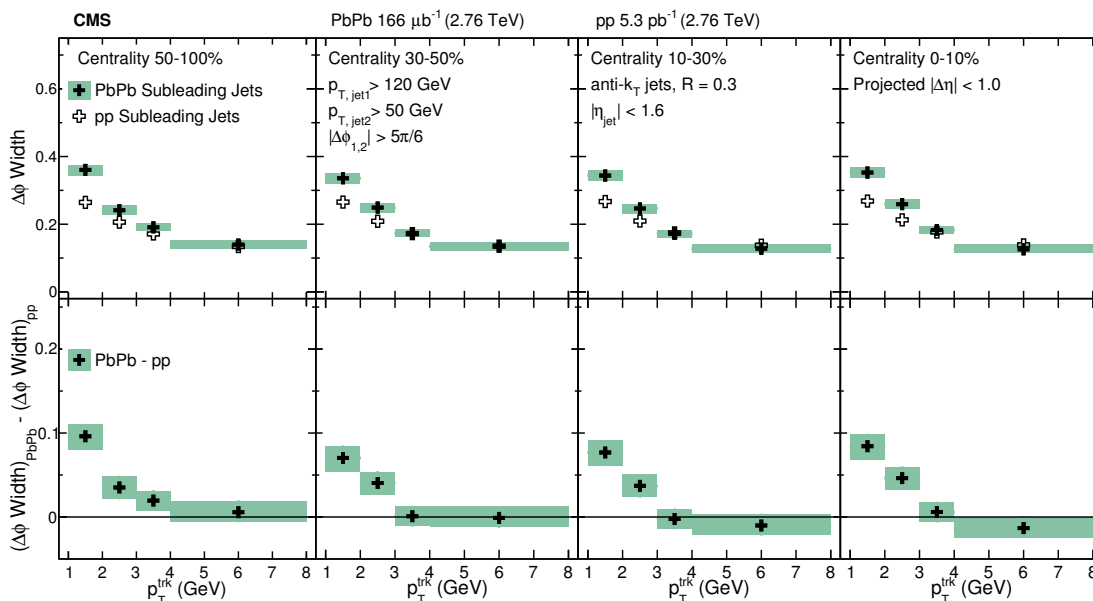 CMS PbPb 166 μb⁻¹ (2.76 TeV) pp 5.3 pb⁻¹ (2.76 TeV)
Centrality 50-100%
PbPb Subleading Jets
pp Subleading Jets
Centrality 30-50%
p_T, jet1 > 120 GeV
p_T, jet2 > 50 GeV
|Δϕ_1,2| > 5π/6
Centrality 10-30%
anti-k_T jets, R = 0.3
|η_jet| < 1.6
Centrality 0-10%
Projected |Δη| < 1.0
Δϕ Width
0.6
0.4
0.2
0
PbPb - pp
(Δϕ Width)_PbPb - (Δϕ Width)_pp
0.2
0.1
0
1 2 3 4 5 6 7 8 1 2 3 4 5 6 7 8 1 2 3 4 5 6 7 8 1 2 3 4 5 6 7 8
p_T^trk (GeV) p_T^trk (GeV) p_T^trk (GeV) p_T^trk (GeV)